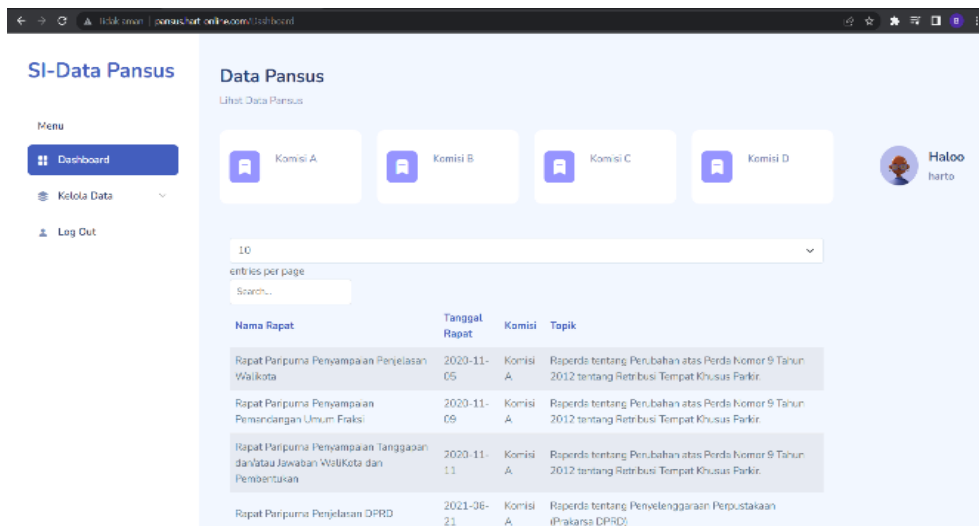 Tidak aman | pansus.hart-online.com/Dashboard
SI-Data Pansus
Menu
Dashboard
Kelola Data
Log Out
Data Pansus
Lihat Data Pansus
Komisi A
Komisi B
Komisi C
Komisi D
Haloo
harto
10
entries per page
Search...
Nama Rapat Tanggal Rapat Komisi Topik
Rapat Paripurna Penyampaian Penjelasan 2020-11- Komisi Raperda tentang Perubahan atas Perda Nomor 9 Tahun
Walikota 05 A 2012 tentang Retribusi Tempat Khusus Parkir.
Rapat Paripurna Penyampaian 2020-11- Komisi Raperda tentang Perubahan atas Perda Nomor 9 Tahun
Pemandangan Umum Fraksi 09 A 2012 tentang Retribusi Tempat Khusus Parkir.
Rapat Paripurna Penyampaian Tanggapan
dan/atau Jawaban WaliKota dan 2020-11- Komisi Raperda tentang Perubahan atas Perda Nomor 9 Tahun
Pembentukan 11 A 2012 tentang Retribusi Tempat Khusus Parkir.
Rapat Paripurna Penjelasan DPRD 2021-06- Komisi Raperda tentang Penyelenggaraan Perpustakaan
21 A (Prakarsa DPRD)